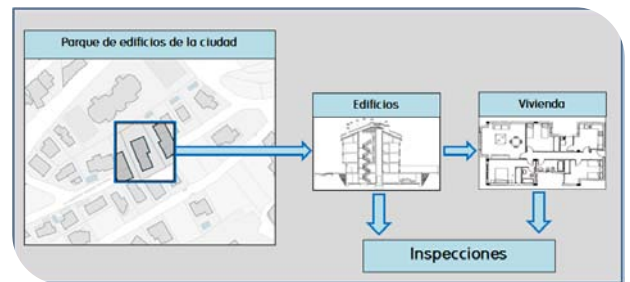 Parque de edificios de la ciudad
Edificios
Vivienda
Inspecciones